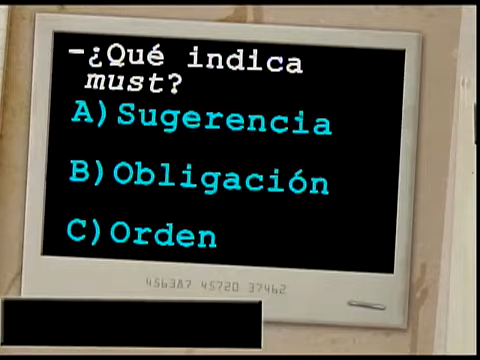 -¿Qué indica
must?
A)Sugerencia
B)Obligación
C)Orden
456387 45720 37462